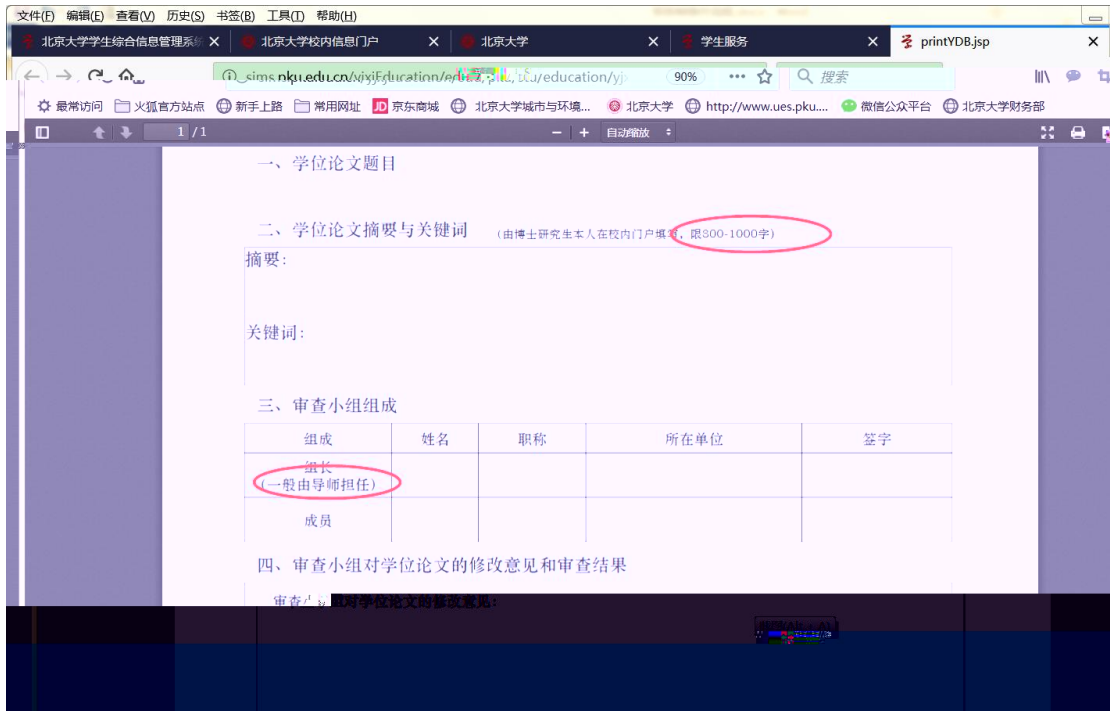 文件(F) 编辑(E) 查看(V) 历史(S) 书签(B) 工具(T) 帮助(H)
北京大学学生综合信息管理系统 北京大学校内信息门户 北京大学 学生服务 printYDB.jsp
90% 搜索
最常访问 火狐官方站点 新手上路 常用网址 JD 京东商城 北京大学城市与环境... 北京大学 http://www.ues.pku.... 微信公众平台 北京大学财务部
1 / 1 自动缩放
一、学位论文题目
二、学位论文摘要与关键词 (由博士研究生本人在校内门户填写, 限800-1000字)
摘要:
关键词:
三、审查小组组成
组成 姓名 职称 所在单位 签字
组长
(一般由导师担任)
成员
四、审查小组对学位论文的修改意见和审查结果
审查小组对学位论文的修改意见: